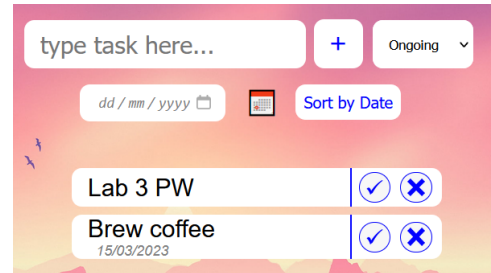 type task here...
+
Ongoing
dd / mm / yyyy
Sort by Date
Lab 3 PW
Brew coffee
15/03/2023